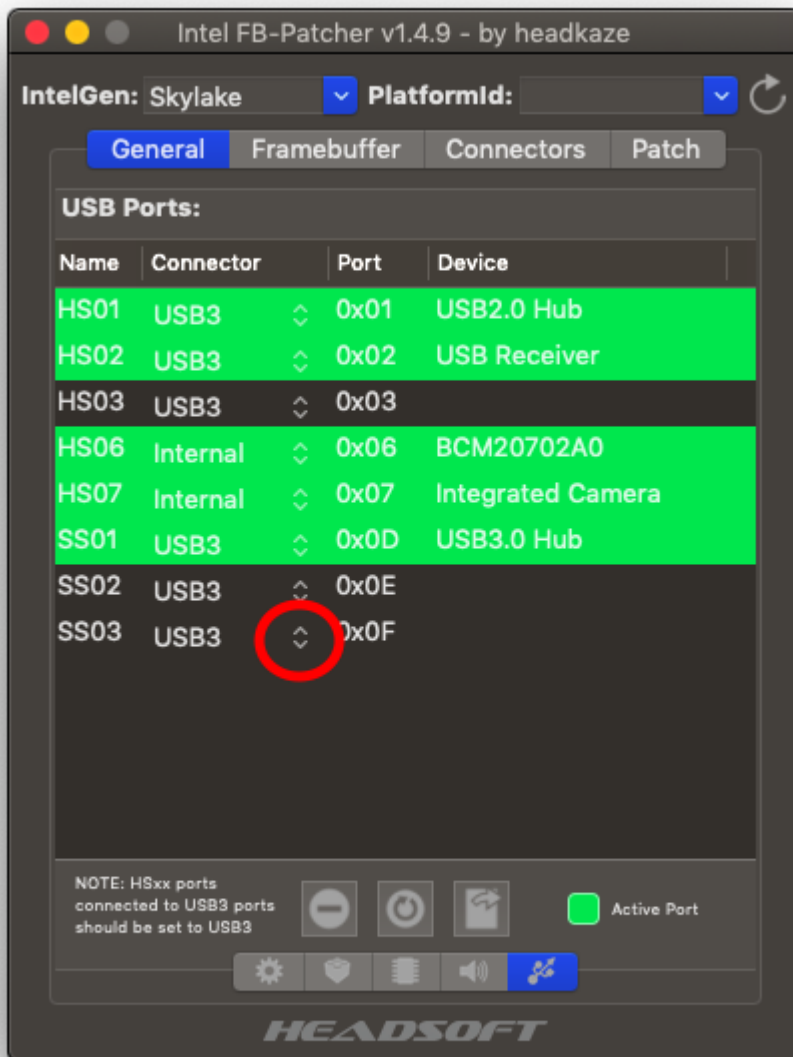 Intel FB-Patcher v1.4.9 - by headkaze
IntelGen: Skylake PlatformId:
General Framebuffer Connectors Patch
USB Ports:
Name Connector Port Device
HS01 USB3 0x01 USB2.0 Hub
HS02 USB3 0x02 USB Receiver
HS03 USB3 0x03
HS06 Internal 0x06 BCM20702A0
HS07 Internal 0x07 Integrated Camera
SS01 USB3 0x0D USB3.0 Hub
SS02 USB3 0x0E
SS03 USB3 0x0F
NOTE: HSxx ports
connected to USB3 ports
should be set to USB3
Active Port
HEADSOFT